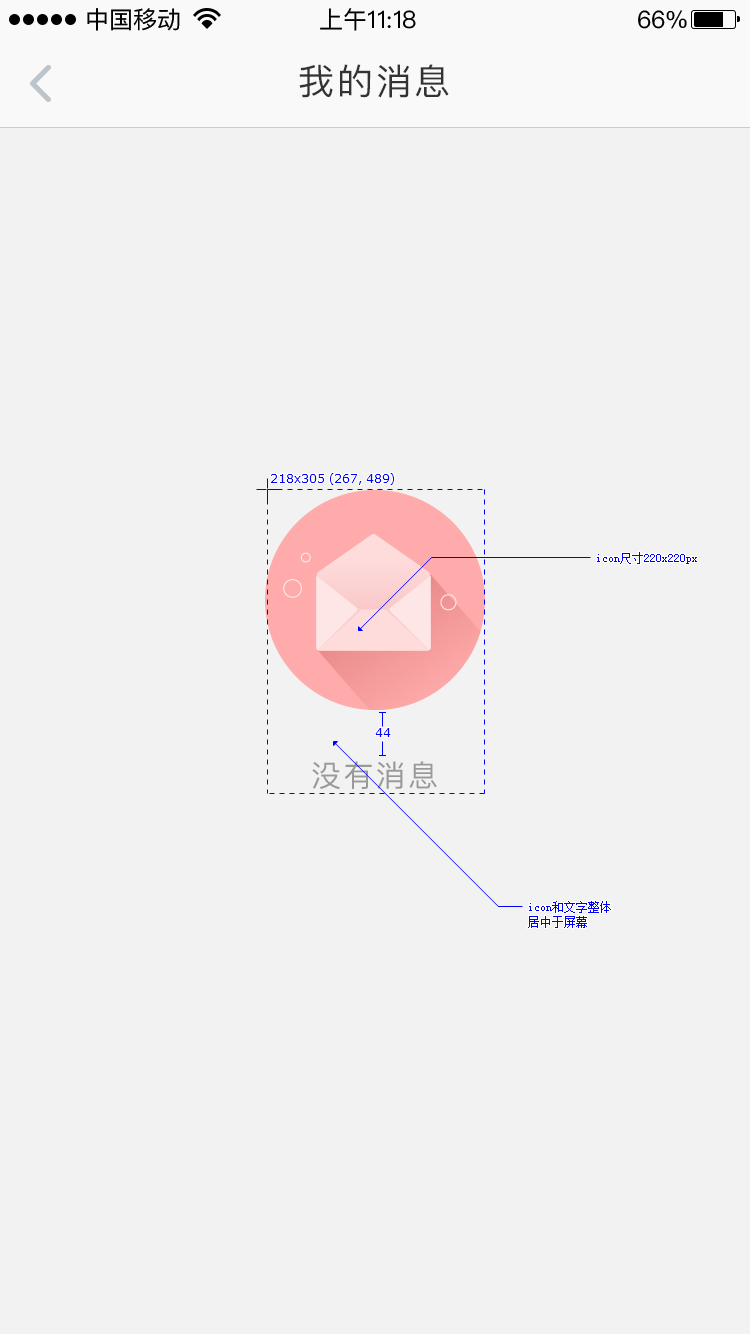 中国移动 上午11:18 66%
我的消息
218x305 (267, 489)
icon尺寸220x220px
44
没有消息
icon和文字整体
居中于屏幕